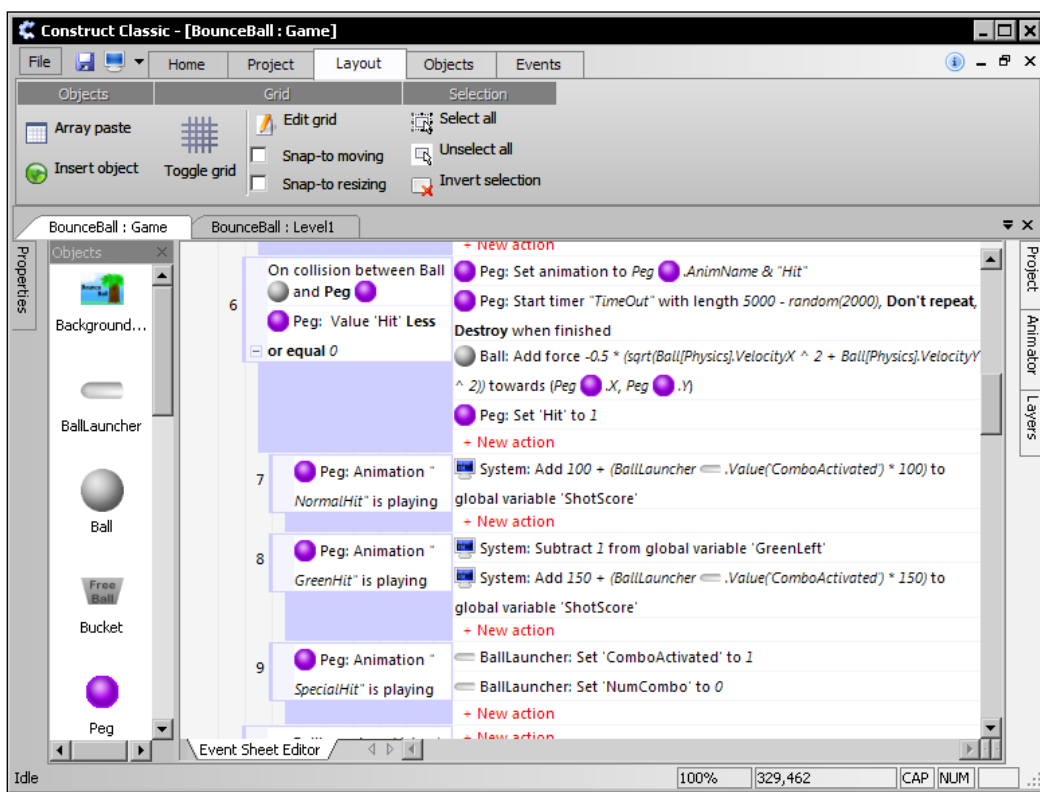 Construct Classic - [BounceBall : Game]
File Home Project Layout Objects Events
Objects Grid Selection
Array paste
Insert object
Toggle grid
Edit grid
Snap-to moving
Snap-to resizing
Select all
Unselect all
Invert selection
BounceBall : Game BounceBall : Level1
Properties
Objects
Background...
BallLauncher
Ball
Free
Ball
Bucket
Peg
+ New action
6
On collision between Ball
and Peg
Peg: Value 'Hit' Less
or equal 0
Peg: Set animation to Peg .AnimName & "Hit"
Peg: Start timer "TimeOut" with length 5000 - random(2000), Don't repeat,
Destroy when finished
Ball: Add force -0.5 * (sqrt(Ball[Physics].VelocityX ^ 2 + Ball[Physics].VelocityY
^ 2)) towards (Peg .X, Peg .Y)
Peg: Set 'Hit' to 1
+ New action
7
Peg: Animation "
NormalHit" is playing
System: Add 100 + (BallLauncher .Value('ComboActivated') * 100) to
global variable 'ShotScore'
+ New action
8
Peg: Animation "
GreenHit" is playing
System: Subtract 1 from global variable 'GreenLeft'
System: Add 150 + (BallLauncher .Value('ComboActivated') * 150) to
global variable 'ShotScore'
+ New action
9
Peg: Animation "
SpecialHit" is playing
BallLauncher: Set 'ComboActivated' to 1
BallLauncher: Set 'NumCombo' to 0
+ New action
+ New action
Project
Animator
Layers
Event Sheet Editor
Idle 100% 329,462 CAP NUM